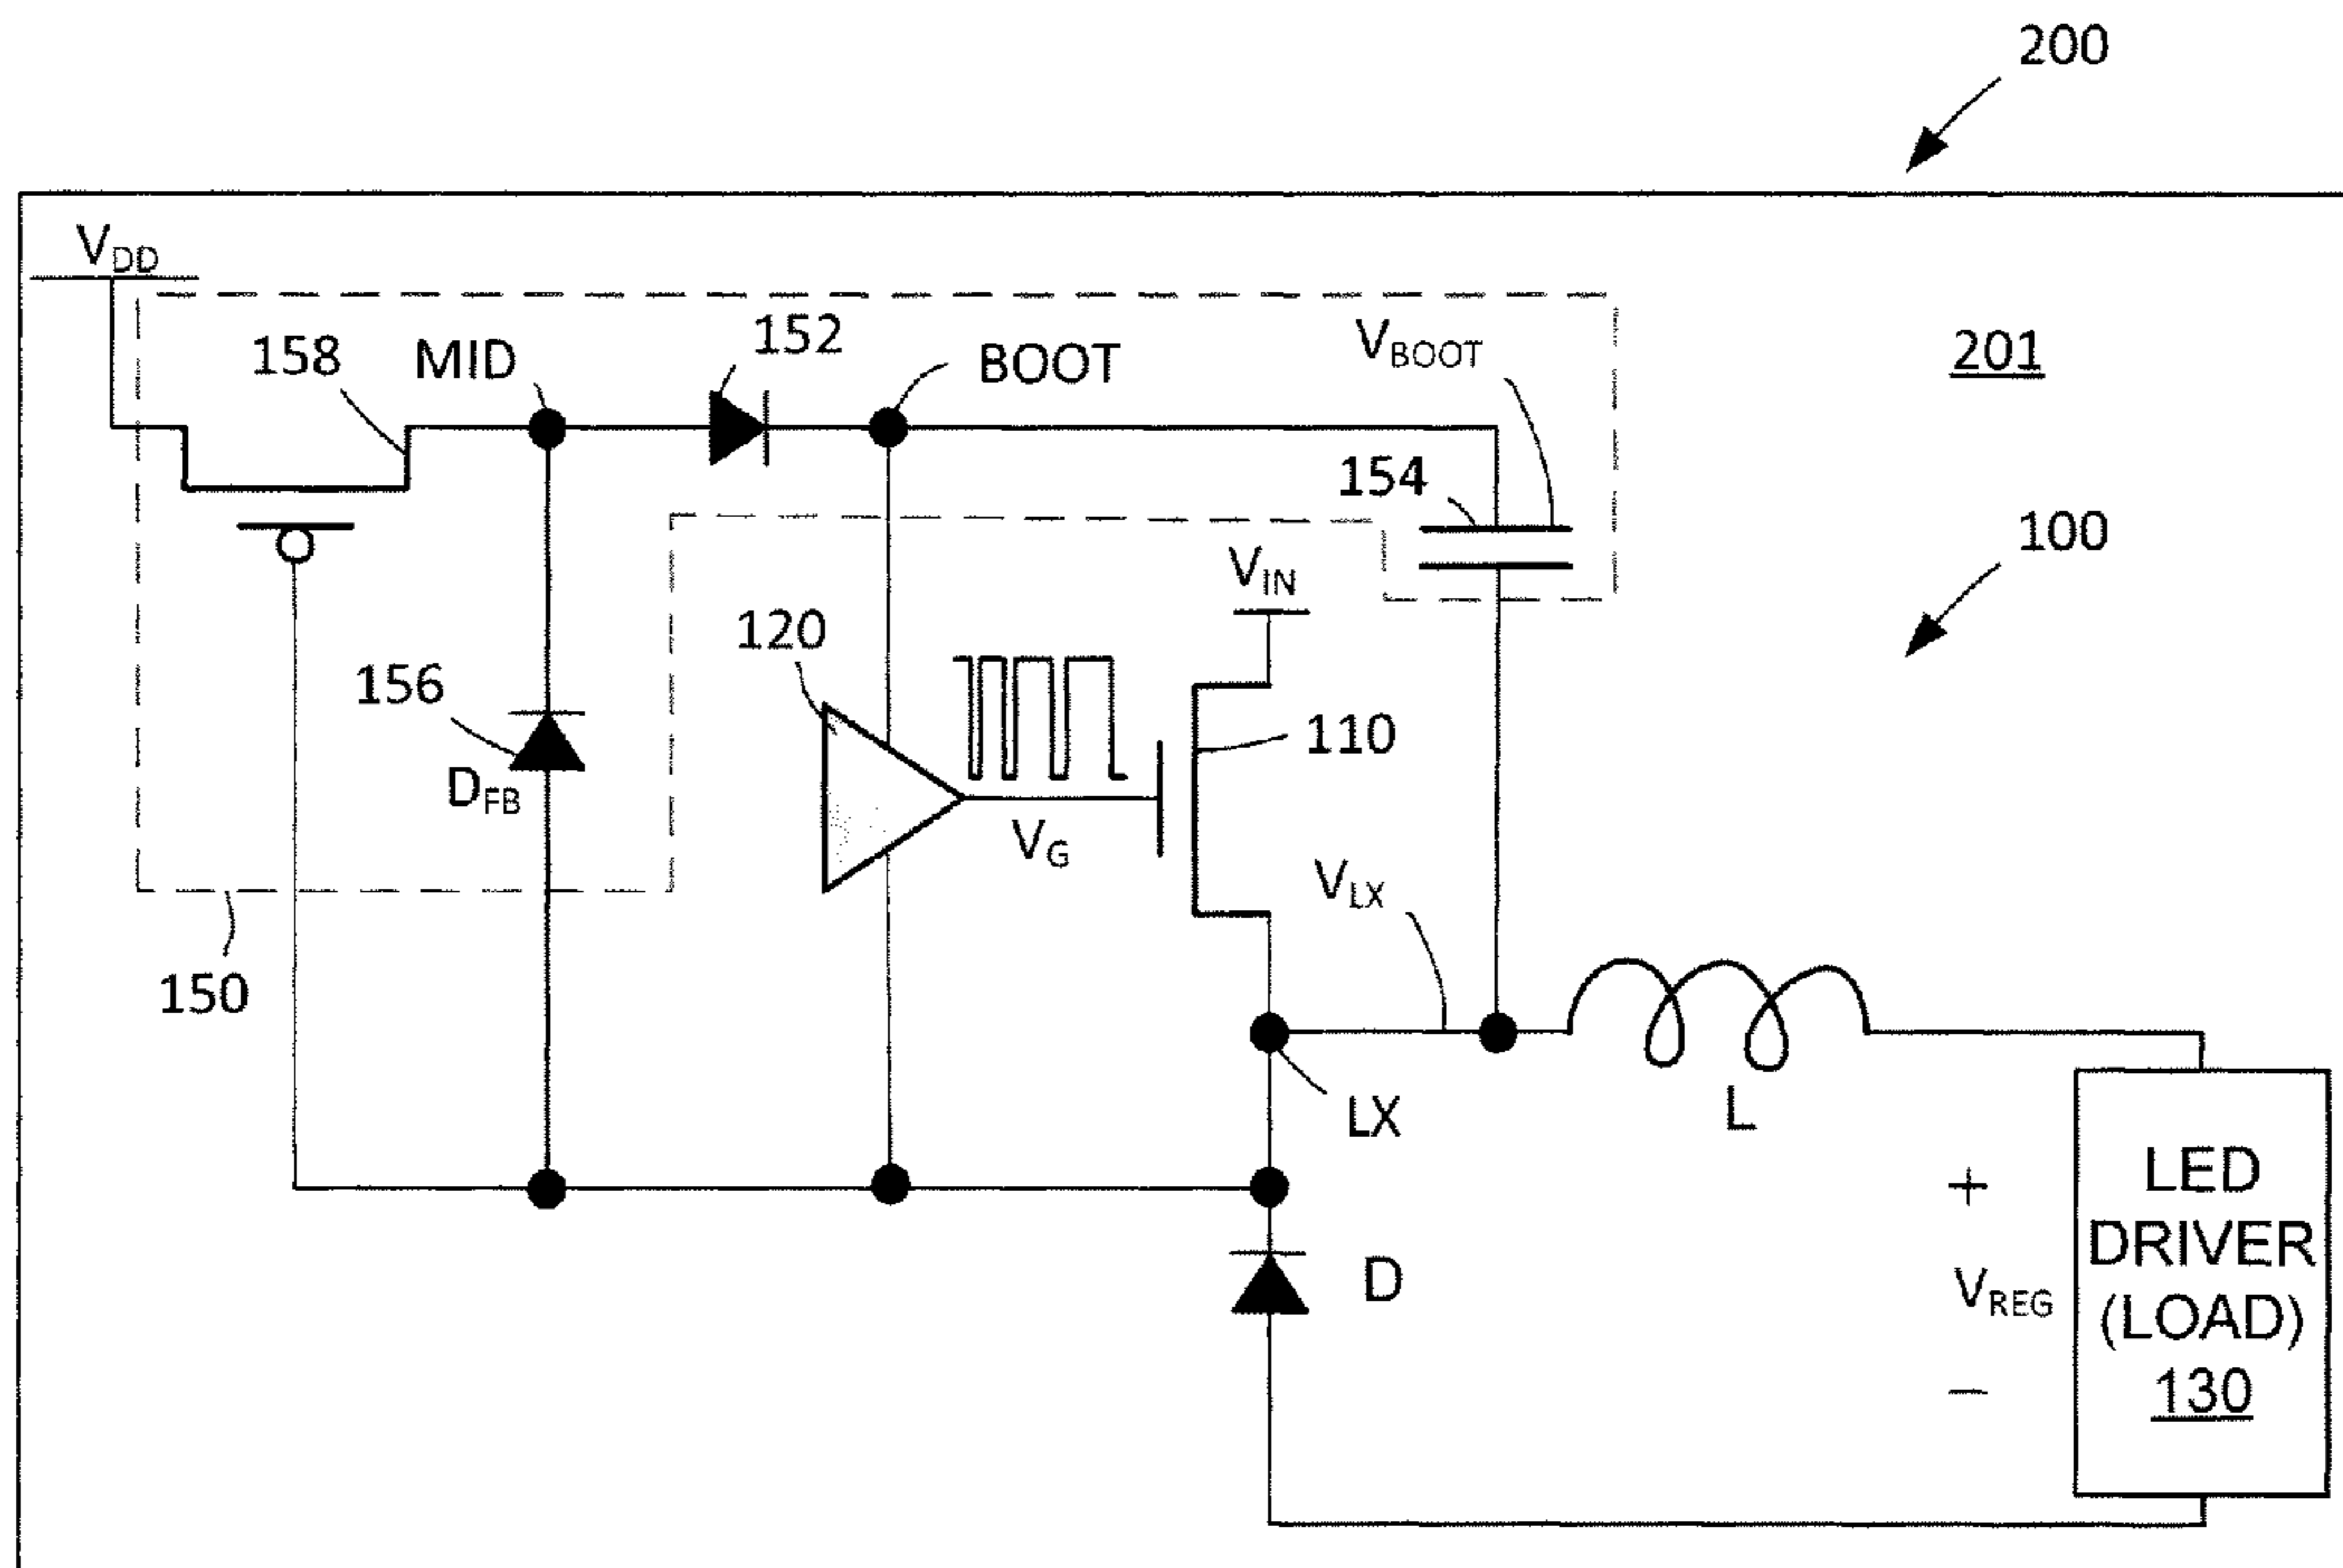 200
VDD
158
MID
152
BOOT
VBOOT
201
154
100
VIN
120
156
110
DFB
VG
VLX
150
LX
L
+
VREG
−
LED
DRIVER
(LOAD)
130
D